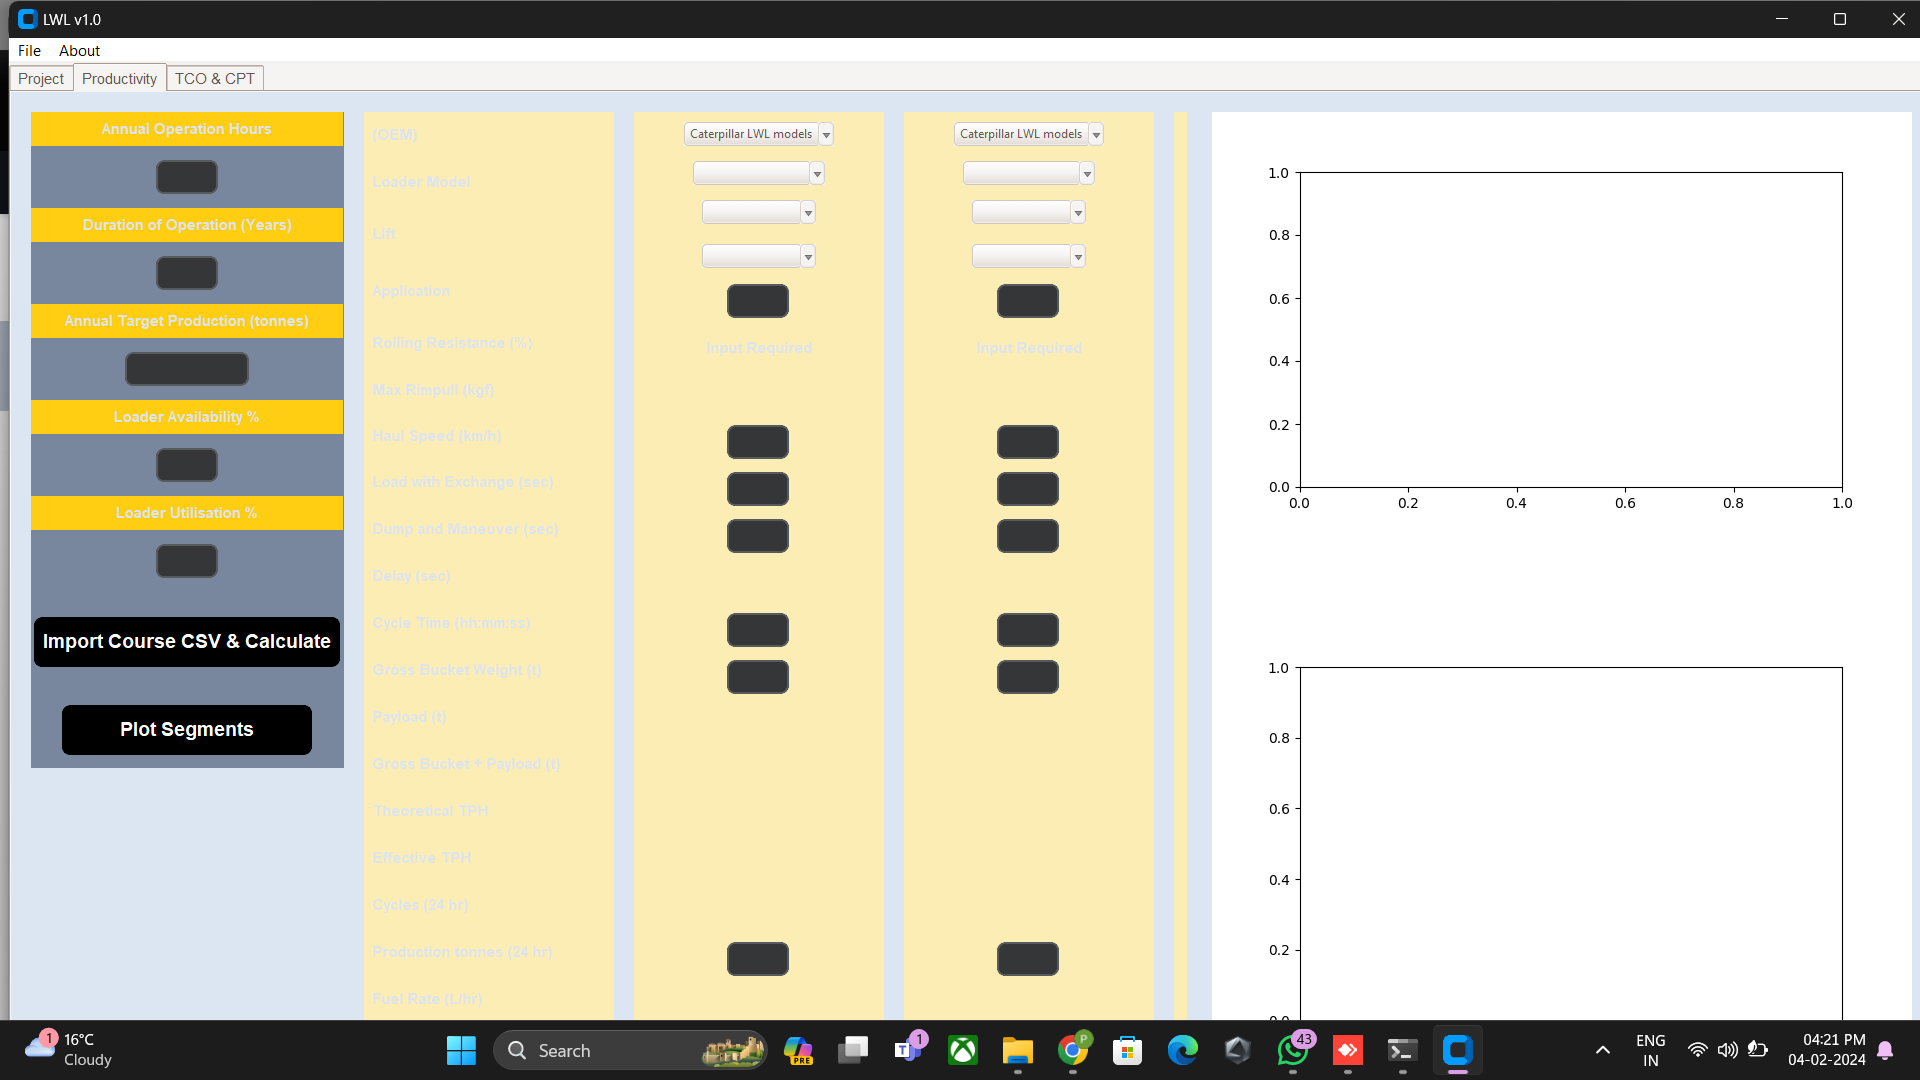 LWL v1.0
File About
Project Productivity TCO & CPT
Annual Operation Hours
Duration of Operation (Years)
Annual Target Production (tonnes)
Loader Availability %
Loader Utilisation %
Import Course CSV & Calculate
Plot Segments
(OEM)
Loader Model
Lift
Application
Rolling Resistance (%)
Max Rimpull (kgf)
Haul Speed (km/h)
Load with Exchange (sec)
Dump and Maneuver (sec)
Delay (sec)
Cycle Time (hh:mm:ss)
Gross Bucket Weight (t)
Payload (t)
Gross Bucket + Payload (t)
Theoretical TPH
Effective TPH
Cycles (24 hr)
Production tonnes (24 hr)
Fuel Rate (L/hr)
Caterpillar LWL models
Input Required
Caterpillar LWL models
Input Required
1.0
0.8
0.6
0.4
0.2
0.0
0.0 0.2 0.4 0.6 0.8 1.0
1.0
0.8
0.6
0.4
0.2
0.0
1
16°C
Cloudy
Search
PRE
1
T
P
43
ENG
IN
04:21 PM
04-02-2024